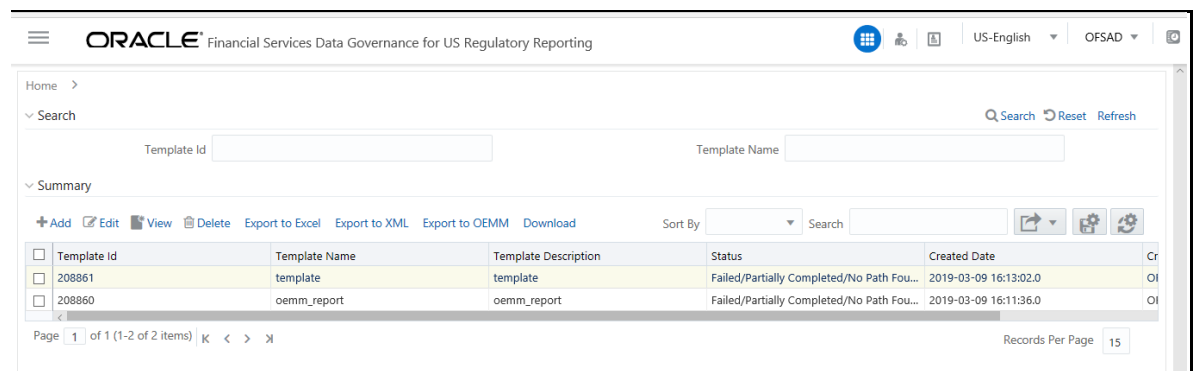 ORACLE® Financial Services Data Governance for US Regulatory Reporting US-English OFSAD
Home >
Search Search Reset Refresh
Template Id Template Name
Summary
Add Edit View Delete Export to Excel Export to XML Export to OEMM Download Sort By Search
Template Id Template Name Template Description Status Created Date Cr
208861 template template Failed/Partially Completed/No Path Fou... 2019-03-09 16:13:02.0 OF
208860 oemm_report oemm_report Failed/Partially Completed/No Path Fou... 2019-03-09 16:11:36.0 OF
Page 1 of 1 (1-2 of 2 items) Records Per Page 15